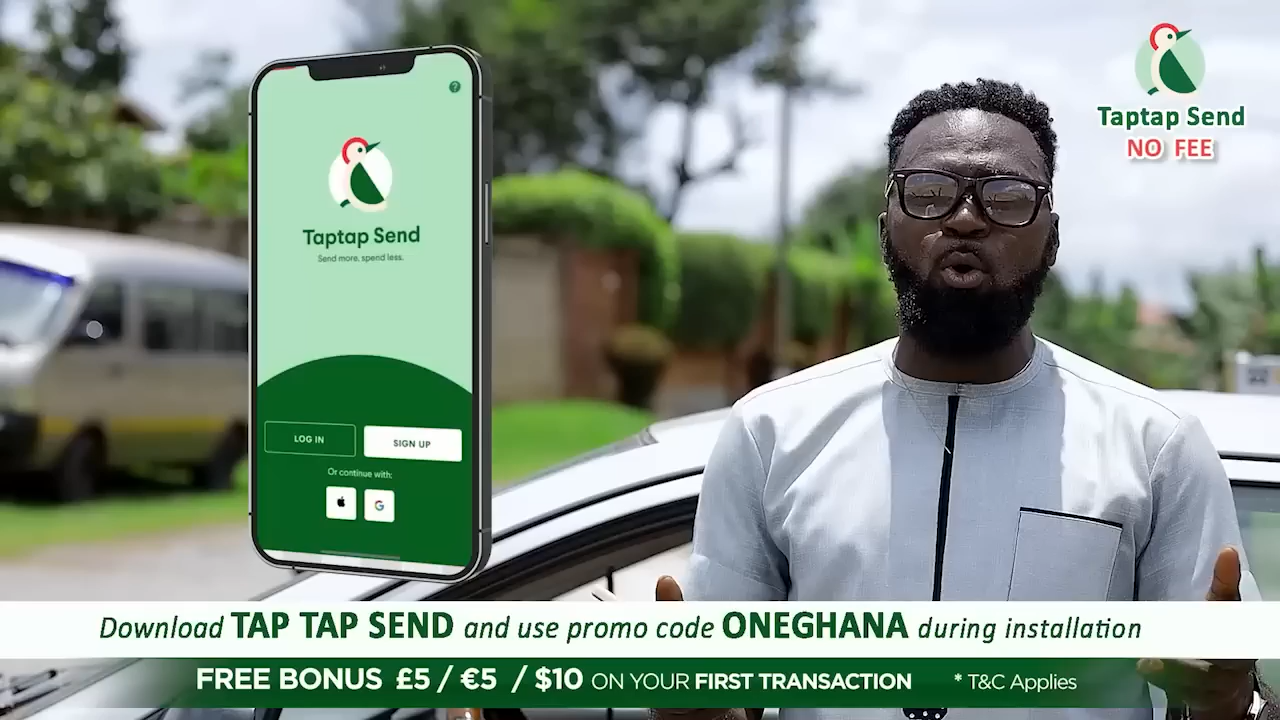 Taptap Send
NO FEE
?
Taptap Send
Send more, spend less.
LOG IN
SIGN UP
Or continue with:
G
Download TAP TAP SEND and use promo code ONEGHANA during installation
FREE BONUS £5 / €5 / $10 ON YOUR FIRST TRANSACTION * T&C Applies